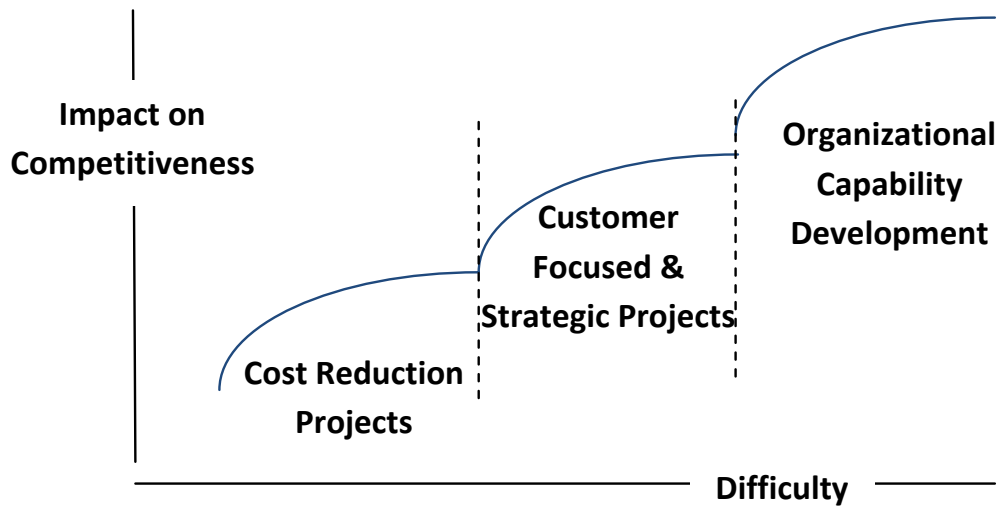 Impact on
Competitiveness
Organizational
Capability
Development
Customer
Focused &
Strategic Projects
Cost Reduction
Projects
Difficulty